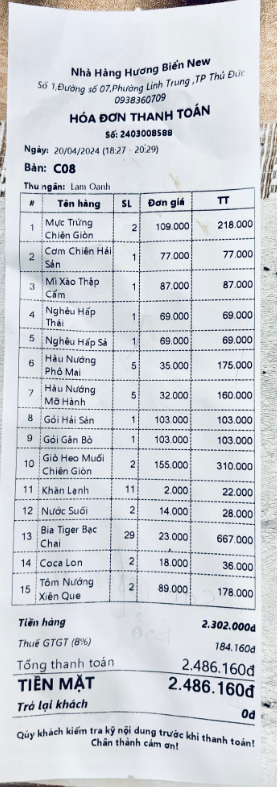 Nhà Hàng Hương Biển New
Số 1,Đường số 07,Phường Linh Trung ,TP Thủ Đức
0938360709
HÓA ĐƠN THANH TOÁN
Số: 2403008588
Ngày: 20/04/2024 (18:27 - 20:29)
Bàn: C08
Thu ngân: Lam Oanh
# Tên hàng SL Đơn giá TT
1 Mực Trứng Chiên Giòn 2 109.000 218.000
2 Cơm Chiên Hải Sản 1 77.000 77.000
3 Mì Xào Thập Cẩm 1 87.000 87.000
4 Nghêu Hấp Thái 1 69.000 69.000
5 Nghêu Hấp Sả 1 69.000 69.000
6 Hàu Nướng Phô Mai 5 35.000 175.000
7 Hàu Nướng Mỡ Hành 5 32.000 160.000
8 Gỏi Hải Sản 1 103.000 103.000
9 Gỏi Gân Bò 1 103.000 103.000
10 Giò Heo Muối Chiên Giòn 2 155.000 310.000
11 Khăn Lạnh 11 2.000 22.000
12 Nước Suối 2 14.000 28.000
13 Bia Tiger Bạc Chai 29 23.000 667.000
14 Coca Lon 2 18.000 36.000
15 Tôm Nướng Xiên Que 2 89.000 178.000
Tiền hàng 2.302.000đ
Thuế GTGT (8%) 184.160đ
Tổng thanh toán 2.486.160đ
TIỀN MẶT 2.486.160đ
Trả lại khách 0đ
Qúy khách kiểm tra kỹ nội dung trước khi thanh toán!
Chân thành cảm ơn!